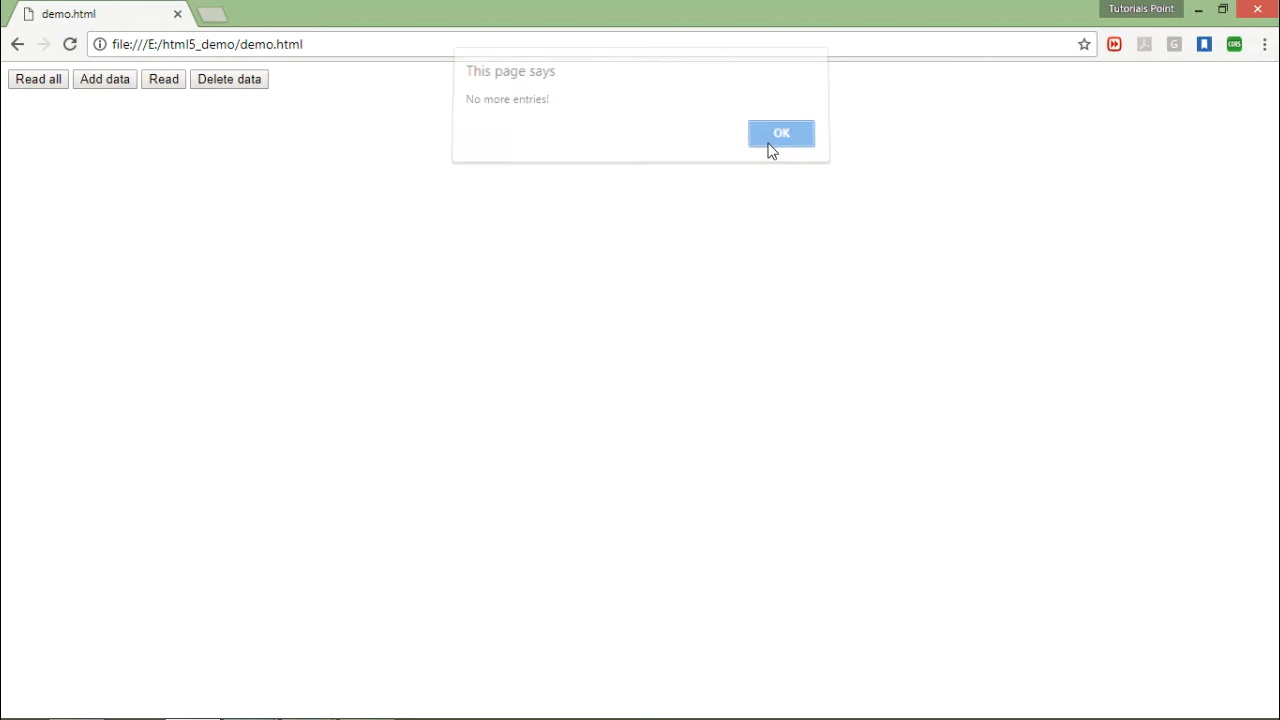 demo.html
Tutorials Point
file:///E:/html5_demo/demo.html
CORS
G
Read all
Add data
Read
Delete data
This page says
No more entries!
OK